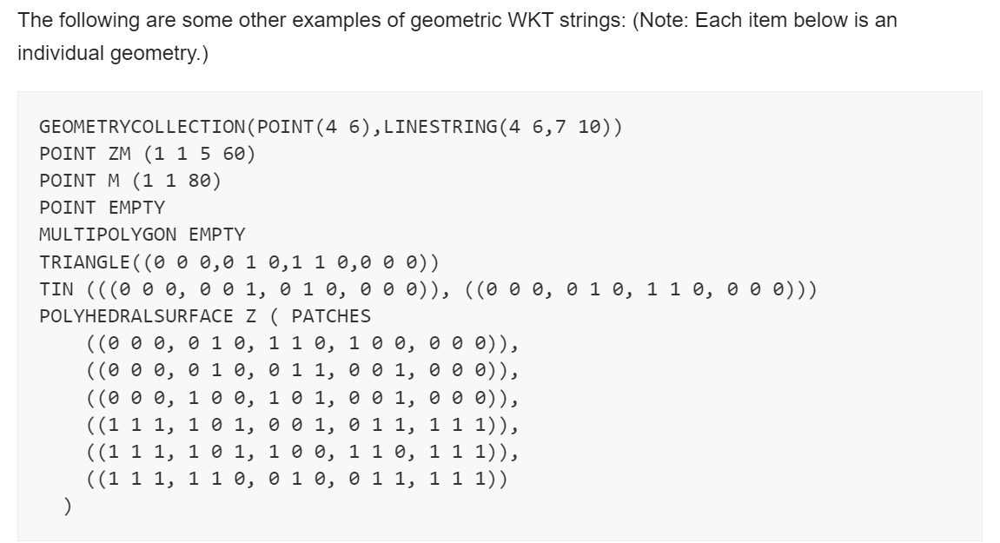 The following are some other examples of geometric WKT strings: (Note: Each item below is an
individual geometry.)
GEOMETRYCOLLECTION(POINT(4 6),LINESTRING(4 6,7 10))
POINT ZM (1 1 5 60)
POINT M (1 1 80)
POINT EMPTY
MULTIPOLYGON EMPTY
TRIANGLE((0 0 0,0 1 0,1 1 0,0 0 0))
TIN (((0 0 0, 0 0 1, 0 1 0, 0 0 0)), ((0 0 0, 0 1 0, 1 1 0, 0 0 0)))
POLYHEDRALSURFACE Z ( PATCHES
    ((0 0 0, 0 1 0, 1 1 0, 1 0 0, 0 0 0)),
    ((0 0 0, 0 1 0, 0 1 1, 0 0 1, 0 0 0)),
    ((0 0 0, 1 0 0, 1 0 1, 0 0 1, 0 0 0)),
    ((1 1 1, 1 0 1, 0 0 1, 0 1 1, 1 1 1)),
    ((1 1 1, 1 0 1, 1 0 0, 1 1 0, 1 1 1)),
    ((1 1 1, 1 1 0, 0 1 0, 0 1 1, 1 1 1))
  )